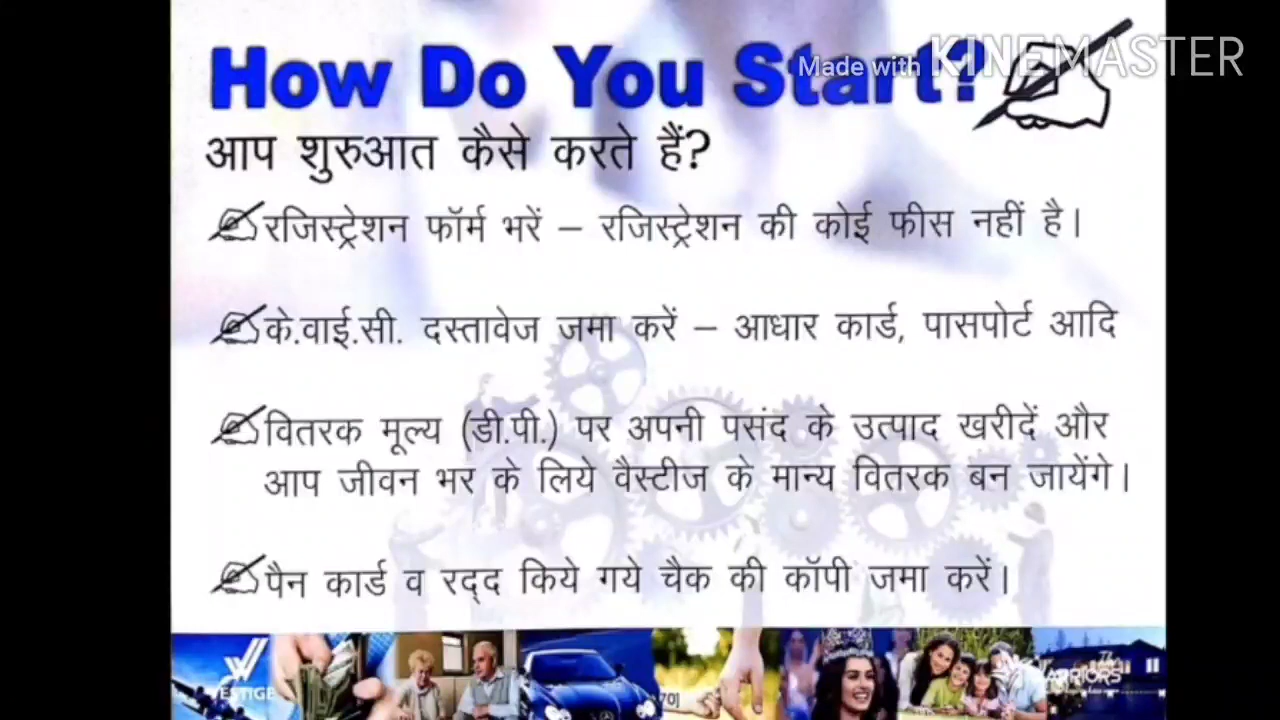 How Do You Start?
Made with KINEMASTER
आप शुरुआत कैसे करते हैं?
रजिस्ट्रेशन फॉर्म भरें – रजिस्ट्रेशन की कोई फीस नहीं है।
के.वाई.सी. दस्तावेज जमा करें – आधार कार्ड, पासपोर्ट आदि
वितरक मूल्य (डी.पी.) पर अपनी पसंद के उत्पाद खरीदें और
आप जीवन भर के लिये वैस्टीज के मान्य वितरक बन जायेंगे।
पैन कार्ड व रद्द किये गये चैक की कॉपी जमा करें।
VESTIGE
WARRIORS